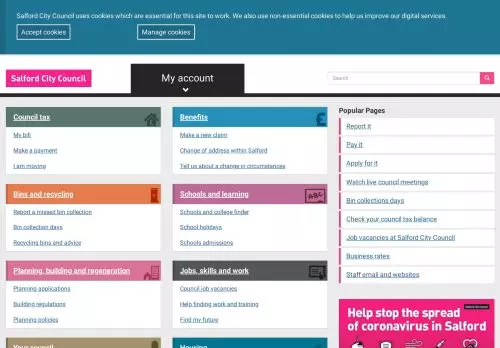 Salford City Council uses cookies which are essential for this site to work. We also use non-essential cookies to help us improve our digital services.
Accept cookies
Manage cookies
Salford City Council
My account
Search
Council tax
My bill
Make a payment
I am moving
Benefits
Make a new claim
Change of address within Salford
Tell us about a change in circumstances
Bins and recycling
Report a missed bin collection
Bin collection days
Recycling bins and advice
Schools and learning
ABC
Schools and college finder
School holidays
Schools admissions
Planning, building and regeneration
Planning applications
Building regulations
Planning policies
Jobs, skills and work
Council job vacancies
Help finding work and training
Find my future
Your council
Housing
Popular Pages
Report it
Pay it
Apply for it
Watch live council meetings
Bin collections days
Check your council tax balance
Job vacancies at Salford City Council
Business rates
Staff email and websites
Help stop the spread
of coronavirus in Salford